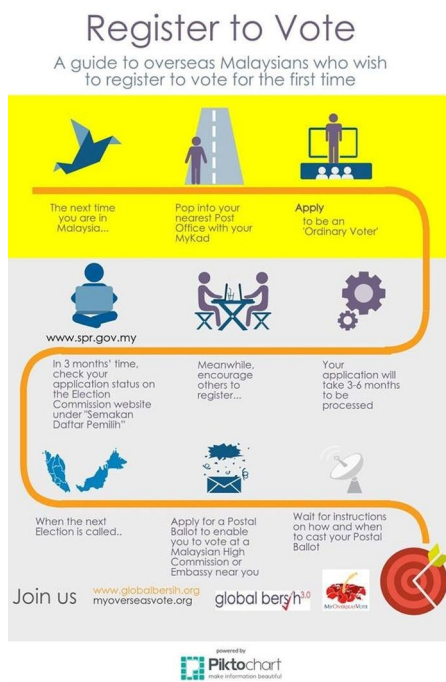 Register to Vote
A guide to overseas Malaysians who wish
to register to vote for the first time
The next time
you are in
Malaysia...
Pop into your
nearest Post
Office with your
MyKad
Apply
to be an
'Ordinary Voter'
www.spr.gov.my
In 3 months' time,
check your
application status on
the Election
Commission website
under "Semakan
Daftar Pemilih"
Meanwhile,
encourage
others to
register...
Your
application will
take 3-6 months
to be
processed
When the next
Election is called..
Apply for a Postal
Ballot to enable
you to vote at a
Malaysian High
Commission or
Embassy near you
Wait for instructions
on how and when
to cast your Postal
Ballot
Join us
www.globalbersih.org
myoverseasvote.org
global bersih 3.0
MyOverseasVote
powered by
Piktochart
make information beautiful